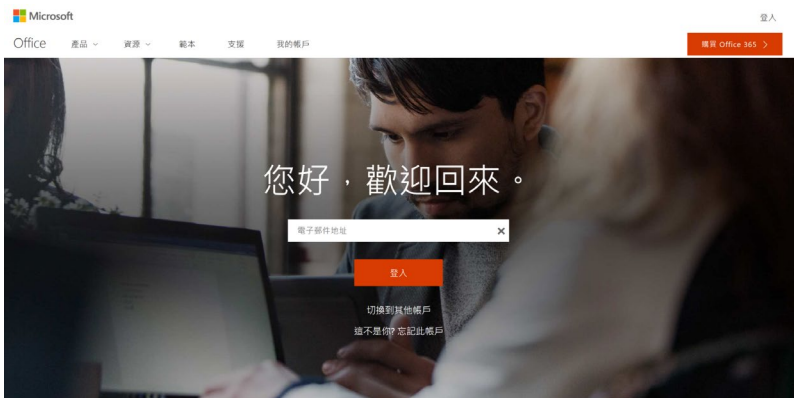 Microsoft
登入
Office 產品 資源 範本 支援 我的帳戶
購買 Office 365
您好，歡迎回來。
電子郵件地址
登入
切換到其他帳戶
這不是你? 忘記此帳戶